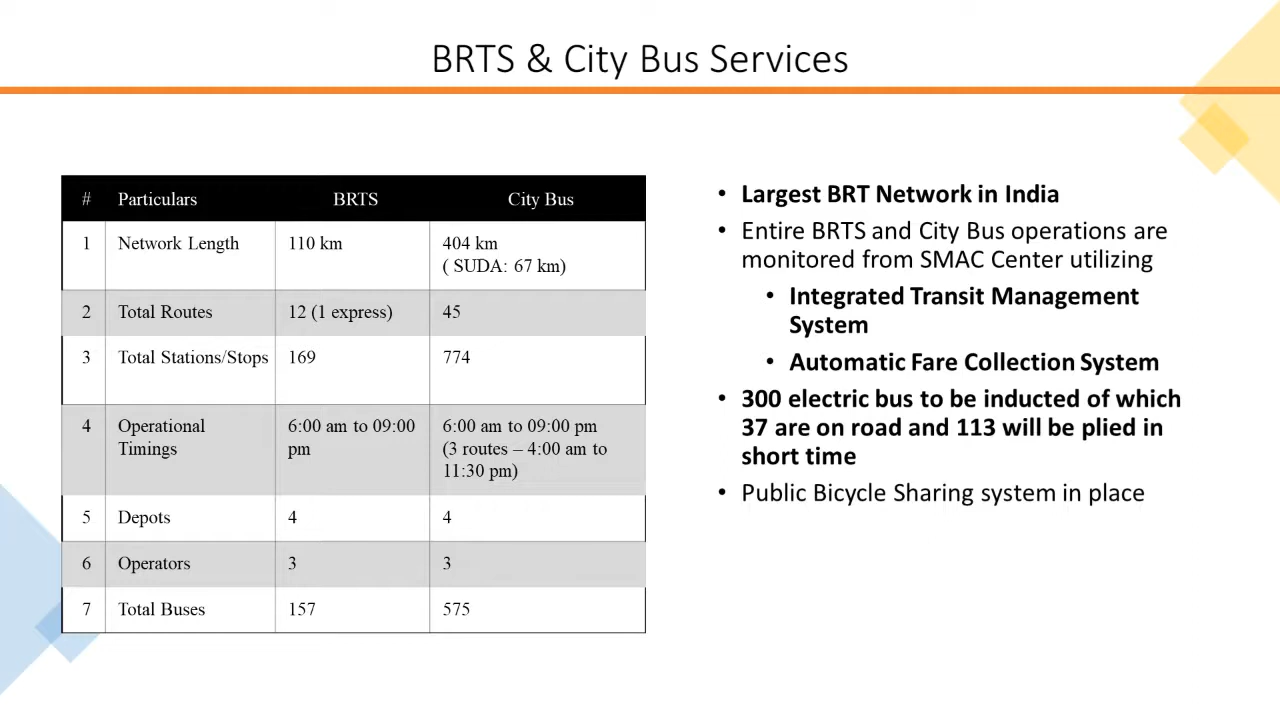 BRTS & City Bus Services
# Particulars BRTS City Bus
1 Network Length 110 km 404 km
( SUDA: 67 km)
2 Total Routes 12 (1 express) 45
3 Total Stations/Stops 169 774
4 Operational 6:00 am to 09:00 6:00 am to 09:00 pm
Timings pm (3 routes – 4:00 am to
11:30 pm)
5 Depots 4 4
6 Operators 3 3
7 Total Buses 157 575
• Largest BRT Network in India
• Entire BRTS and City Bus operations are
monitored from SMAC Center utilizing
• Integrated Transit Management
System
• Automatic Fare Collection System
• 300 electric bus to be inducted of which
37 are on road and 113 will be plied in
short time
• Public Bicycle Sharing system in place